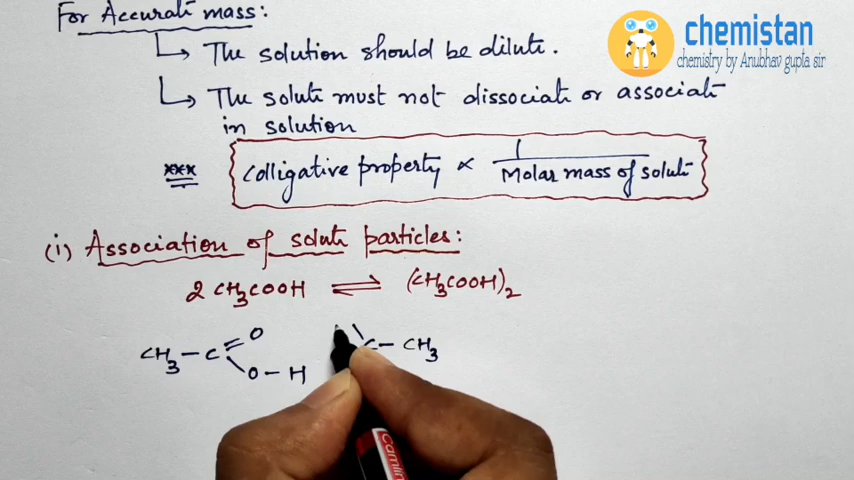 For Accurate mass:
chemistan
chemistry by Anubhav gupta sir
↳ The solution should be dilute.
↳ The solute must not dissociate or associate
in solution
*** Colligative property ∝ 1 / Molar mass of solute
(i) Association of solute particles:
2 CH3COOH ⇌ (CH3COOH)2
CH3 - C = O C - CH3
O - H
Camlin